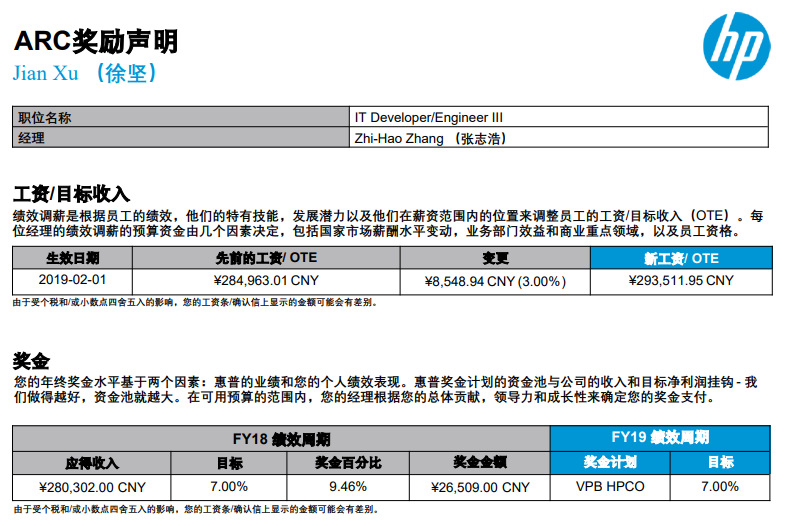 ARC奖励声明
Jian Xu （徐坚）
hp
职位名称 IT Developer/Engineer III
经理 Zhi-Hao Zhang （张志浩）
工资/目标收入
绩效调薪是根据员工的绩效，他们的特有技能，发展潜力以及他们在薪资范围内的位置来调整员工的工资/目标收入（OTE）。每
位经理的绩效调薪的预算资金由几个因素决定，包括国家市场薪酬水平变动，业务部门效益和商业重点领域，以及员工资格。
生效日期 先前的工资/ OTE 变更 新工资/ OTE
2019-02-01 ¥284,963.01 CNY ¥8,548.94 CNY (3.00%) ¥293,511.95 CNY
由于受个税和/或小数点四舍五入的影响，您的工资条/确认信上显示的金额可能会有差别。
奖金
您的年终奖金水平基于两个因素：惠普的业绩和您的个人绩效表现。惠普奖金计划的资金池与公司的收入和目标净利润挂钩 - 我
们做得越好，资金池就越大。在可用预算的范围内，您的经理根据您的总体贡献，领导力和成长性来确定您的奖金支付。
FY18 绩效周期 FY19 绩效周期
应得收入 目标 奖金百分比 奖金金额 奖金计划 目标
¥280,302.00 CNY 7.00% 9.46% ¥26,509.00 CNY VPB HPCO 7.00%
由于受个税和/或小数点四舍五入的影响，您的工资条/确认信上显示的金额可能会有差别。